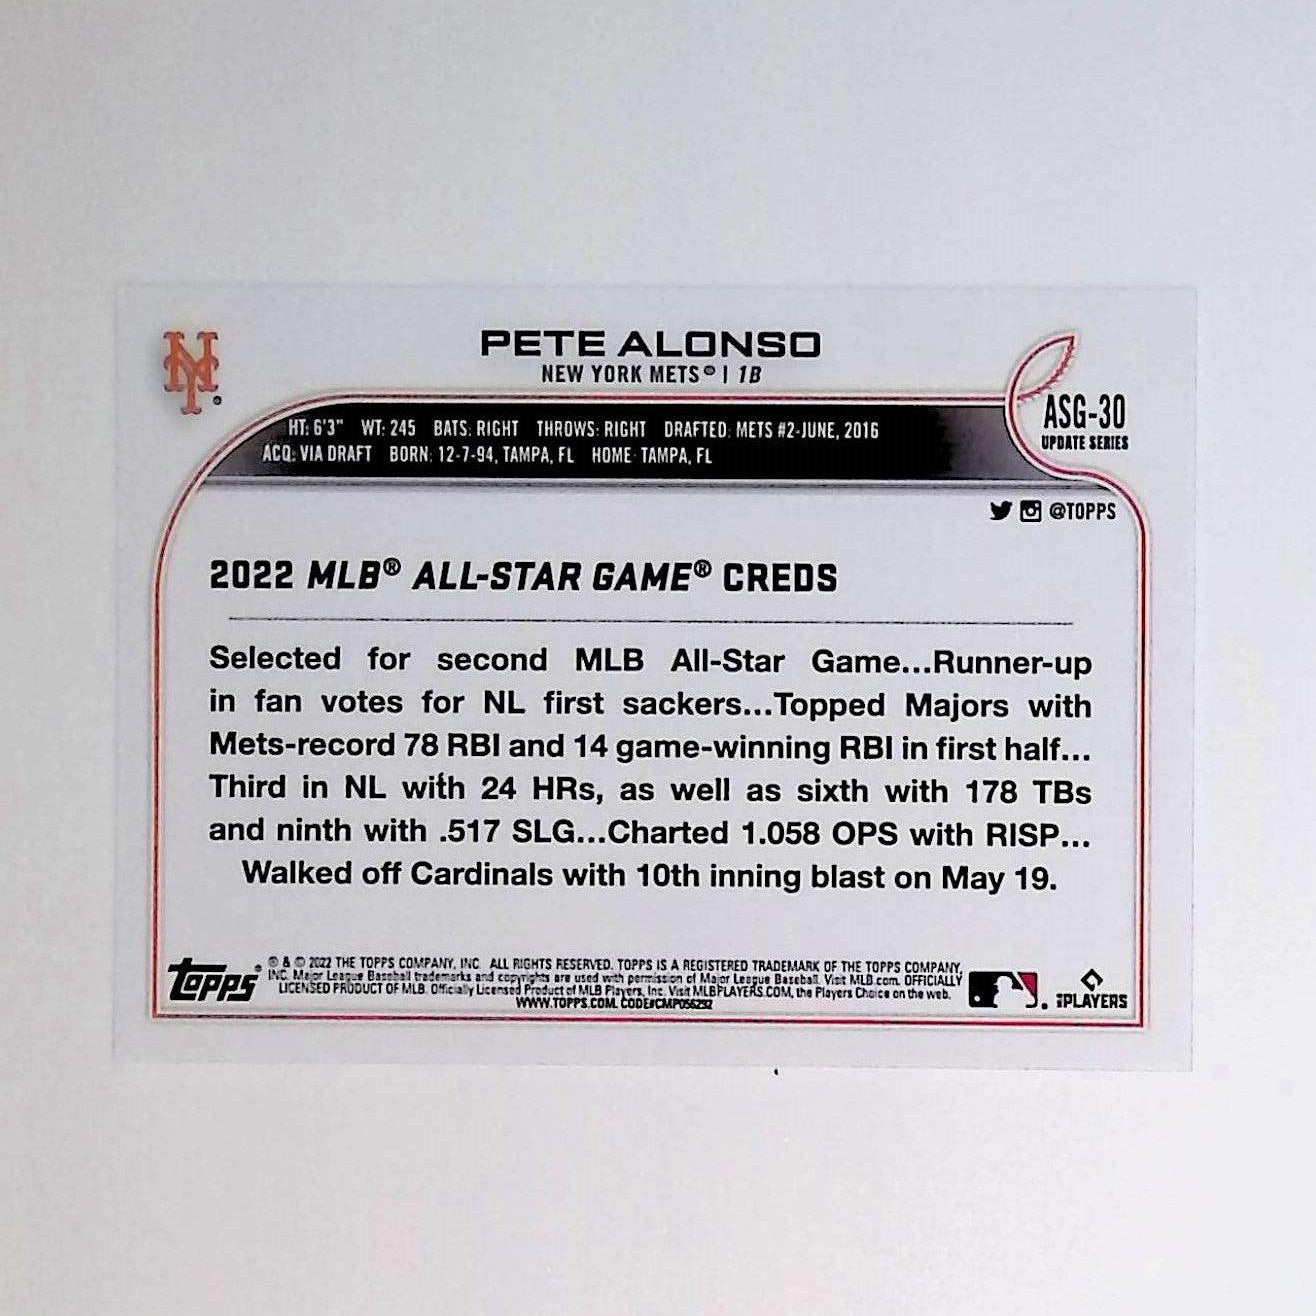 NY
PETE ALONSO
NEW YORK METS® | 1B
ASG-30
UPDATE SERIES
HT: 6'3" WT: 245 BATS: RIGHT THROWS: RIGHT DRAFTED: METS #2-JUNE, 2016
ACQ: VIA DRAFT BORN: 12-7-94, TAMPA, FL HOME: TAMPA, FL
@TOPPS
2022 MLB® ALL-STAR GAME® CREDS
Selected for second MLB All-Star Game...Runner-up
in fan votes for NL first sackers...Topped Majors with
Mets-record 78 RBI and 14 game-winning RBI in first half...
Third in NL with 24 HRs, as well as sixth with 178 TBs
and ninth with .517 SLG...Charted 1.058 OPS with RISP...
Walked off Cardinals with 10th inning blast on May 19.
topps®
® & © 2022 THE TOPPS COMPANY, INC. ALL RIGHTS RESERVED. TOPPS IS A REGISTERED TRADEMARK OF THE TOPPS COMPANY,
INC. Major League Baseball trademarks and copyrights are used with permission of Major League Baseball. Visit MLB.com. OFFICIALLY
LICENSED PRODUCT OF MLB. Officially Licensed Product of MLB Players, Inc. Visit MLBPLAYERS.COM, the Players Choice on the web.
WWW.TOPPS.COM. CODE#CMP056232
PLAYERS